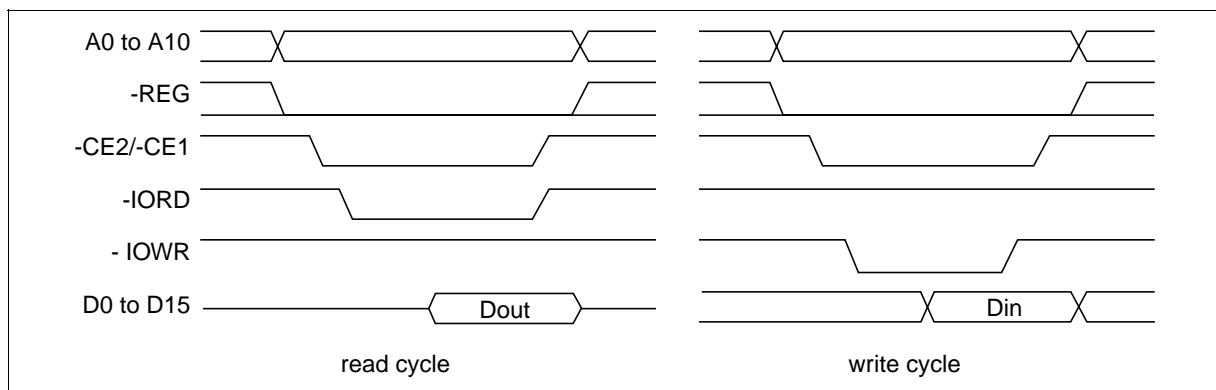 A0 to A10
-REG
-CE2/-CE1
-IORD
- IOWR
D0 to D15
Dout
Din
read cycle
write cycle